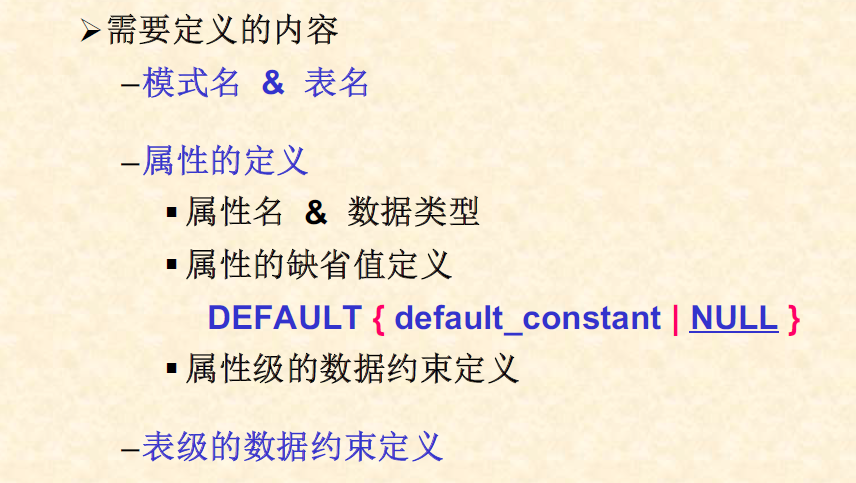 ➢需要定义的内容
–模式名 & 表名
–属性的定义
▪属性名 & 数据类型
▪属性的缺省值定义
DEFAULT { default_constant | NULL }
▪属性级的数据约束定义
–表级的数据约束定义